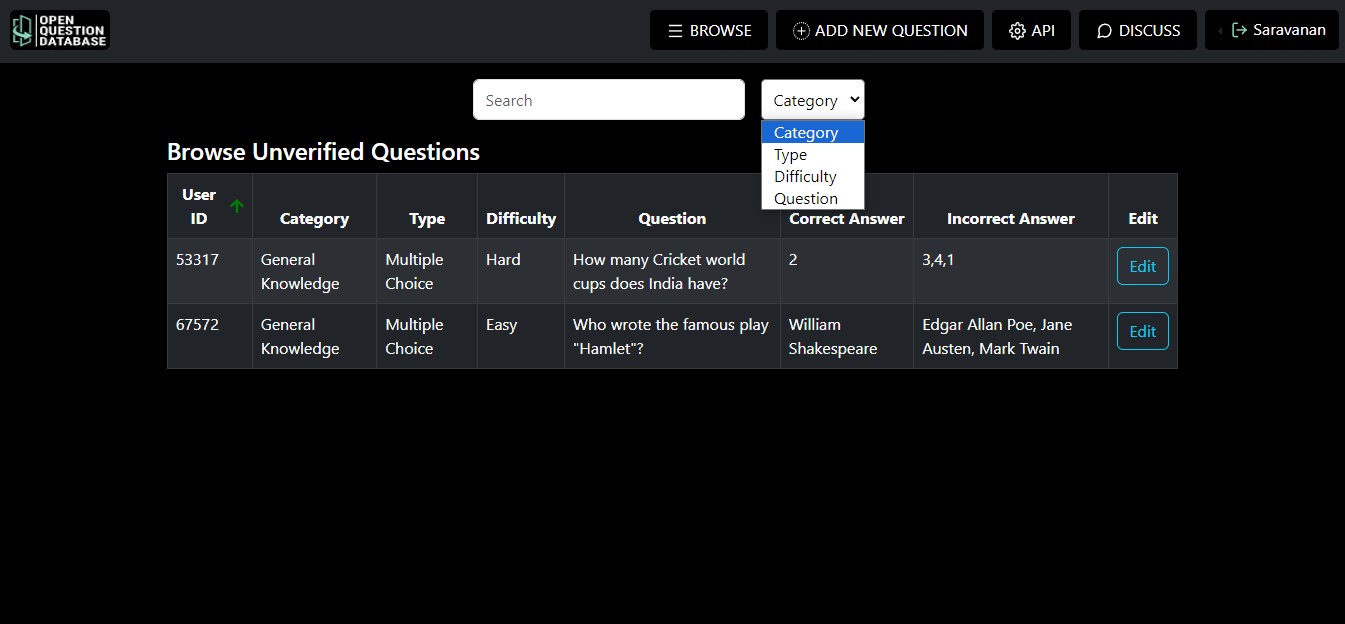 OPEN
QUESTION
DATABASE
BROWSE
ADD NEW QUESTION
API
DISCUSS
Saravanan
Search
Category
Category
Type
Difficulty
Question
Browse Unverified Questions
User
ID
Category
Type
Difficulty
Question
Correct Answer
Incorrect Answer
Edit
53317
General
Knowledge
Multiple
Choice
Hard
How many Cricket world
cups does India have?
2
3,4,1
Edit
67572
General
Knowledge
Multiple
Choice
Easy
Who wrote the famous play
"Hamlet"?
William
Shakespeare
Edgar Allan Poe, Jane
Austen, Mark Twain
Edit